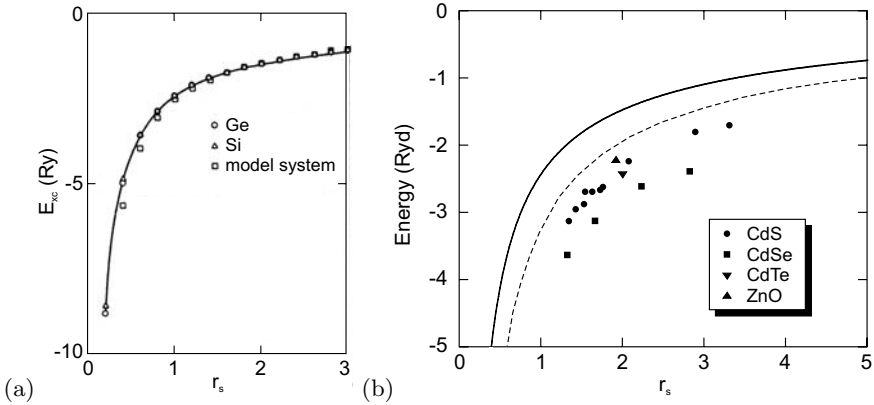 0
-5
-10
E_xc (Ry)
Ge
Si
model system
0
1
2
3
r_s
(a)
0
-1
-2
-3
-4
-5
Energy (Ryd)
CdS
CdSe
CdTe
ZnO
0
1
2
3
4
5
r_s
(b)